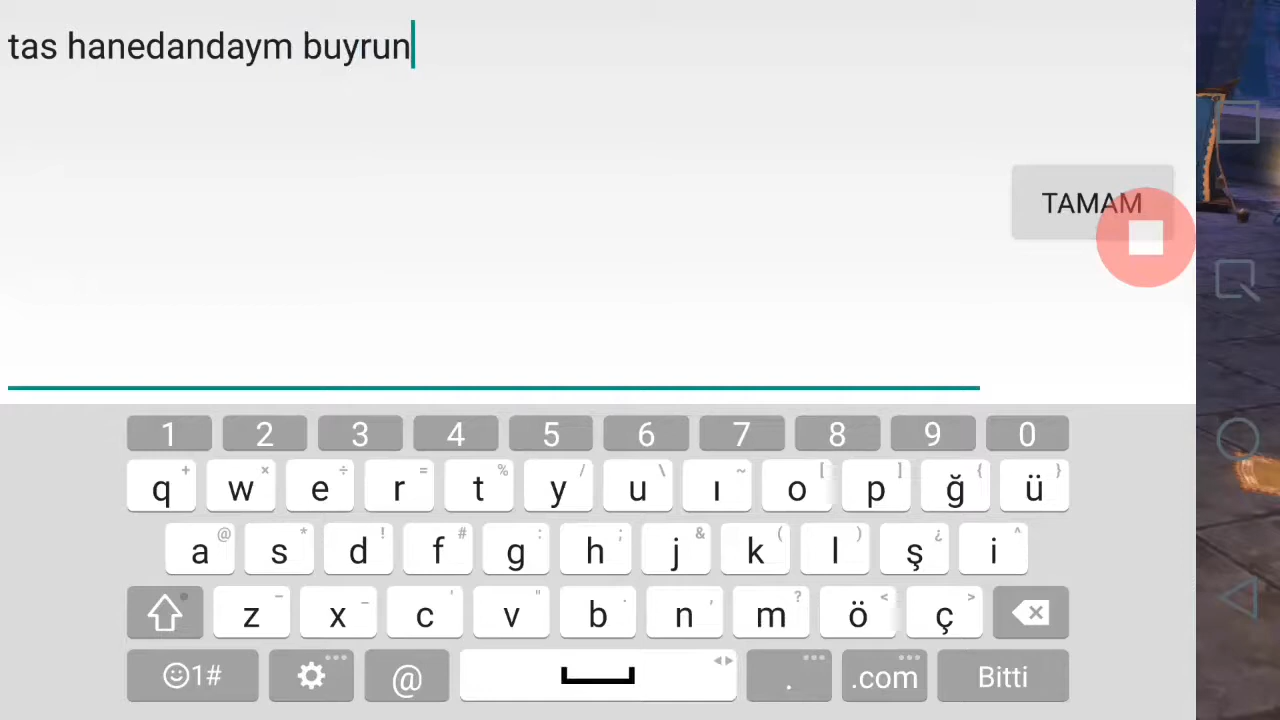 tas hanedandaym buyrun
TAMAM
1 2 3 4 5 6 7 8 9 0
q + w × e ÷ r = t % y / u \ ı ~ o [ p ] ğ { ü }
a @ s * d ! f # g : h ; j & k ( l ) ş ¿ i ^
z - x _ c ' v " b . n , m ? ö < ç >
1# @ . .com Bitti